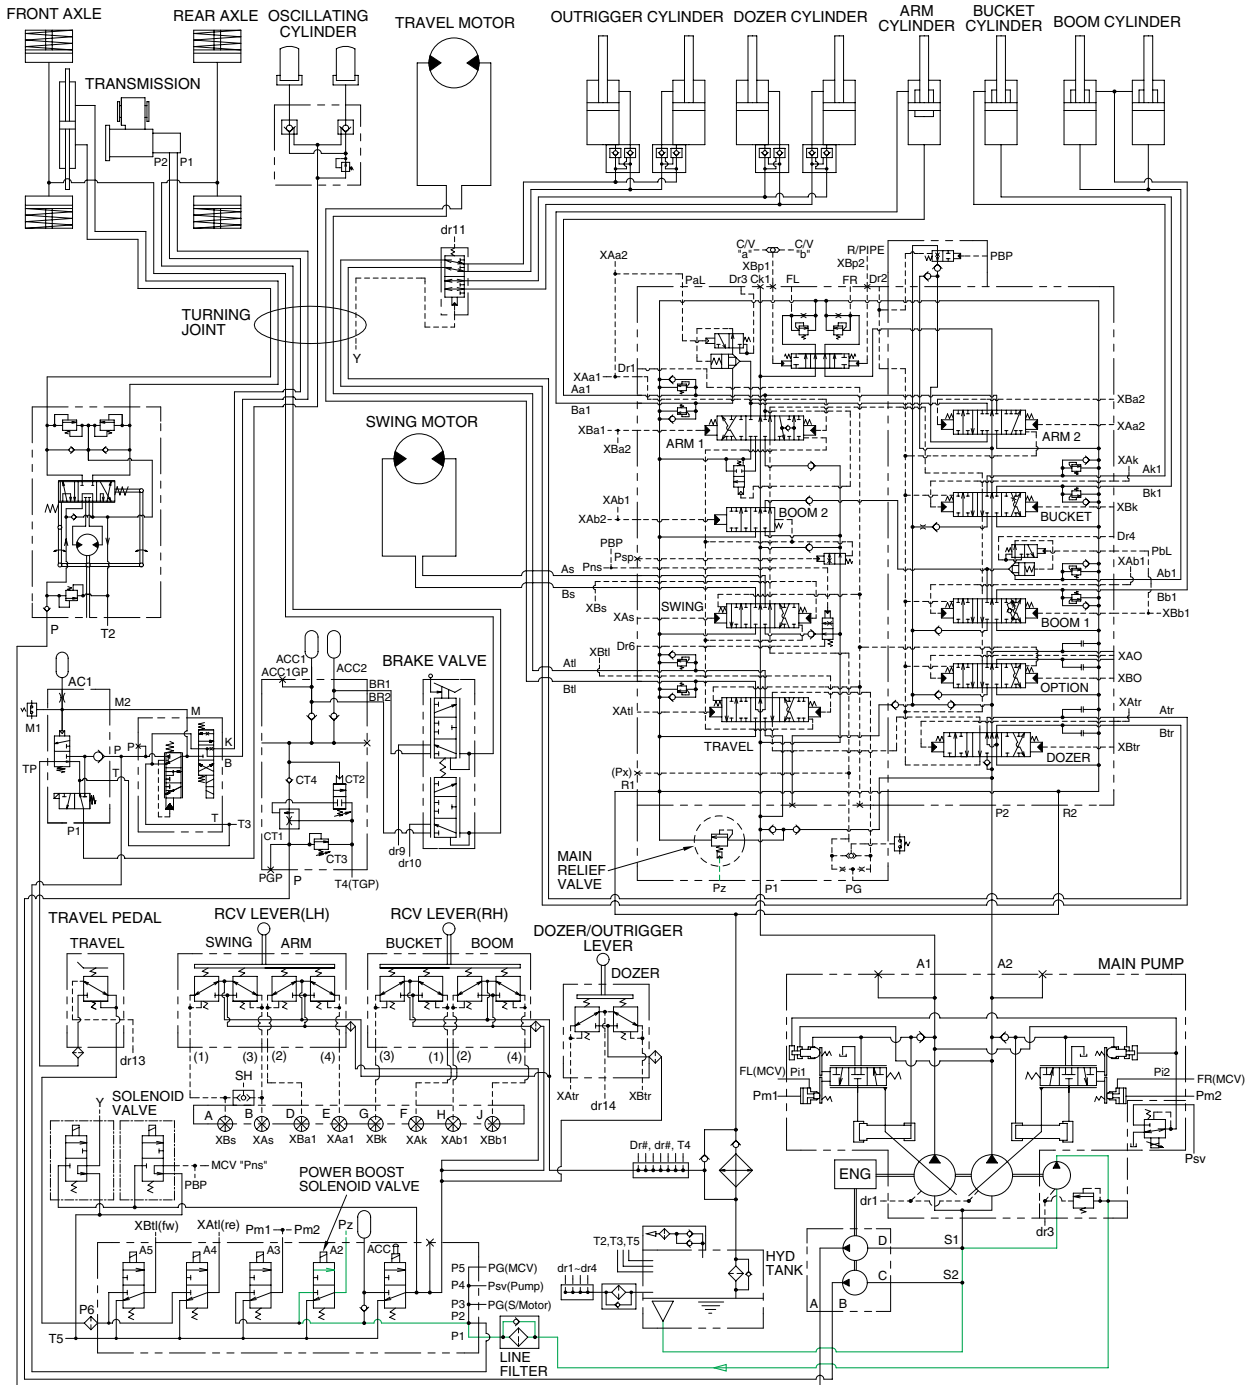 FRONT AXLE
REAR AXLE
OSCILLATING
CYLINDER
TRAVEL MOTOR
OUTRIGGER CYLINDER
DOZER CYLINDER
ARM
CYLINDER
BUCKET
CYLINDER
BOOM CYLINDER
TRANSMISSION
P2
P1
dr11
TURNING
JOINT
Y
XAa2
C/V
"a"
C/V
"b"
XBp1
R/PIPE
XBp2
PaL
Dr3
Ck1
FL
FR
Dr2
PBP
XAa1
Dr1
Aa1
Ba1
XBa1
XBa2
ARM 1
XBa2
XAa2
ARM 2
XAk
Ak1
Bk1
XBk
BUCKET
SWING MOTOR
XAb1
XAb2
BOOM 2
PBP
Psp
Pns
As
Bs
XBs
XAs
SWING
Dr4
PbL
XAb1
Ab1
Bb1
XBb1
BOOM 1
Dr6
XBtl
Atl
Btl
XAtl
TRAVEL
XAO
XBO
OPTION
XAtr
Atr
Btr
XBtr
DOZER
(Px)
R1
P2
R2
P
T2
AC1
M2
M1
M
K
B
TP
P
P
T
T
T3
P1
ACC1
ACC1GP
ACC2
BR1
BR2
BRAKE VALVE
CT4
CT2
CT1
CT3
PGP
P
T4(TGP)
dr9
dr10
MAIN
RELIEF
VALVE
Pz
P1
PG
TRAVEL PEDAL
TRAVEL
dr13
RCV LEVER(LH)
SWING
ARM
RCV LEVER(RH)
BUCKET
BOOM
DOZER/OUTRIGGER
LEVER
DOZER
XAtr
dr14
XBtr
(1)
(3)
(2)
(4)
(3)
(1)
(2)
(4)
SH
A
B
D
E
G
F
H
J
XBs
XAs
XBa1
XAa1
XBk
XAk
XAb1
XBb1
A1
A2
MAIN PUMP
FL(MCV)
Pi1
Pm1
Pi2
FR(MCV)
Pm2
Psv
ENG
dr1
dr3
SOLENOID
VALVE
Y
MCV "Pns"
PBP
POWER BOOST
SOLENOID VALVE
XBtl(fw)
XAtl(re)
Pm1
Pm2
Pz
ACC
A5
A4
A3
A2
P6
T5
P5
PG(MCV)
P4
Psv(Pump)
P3
PG(S/Motor)
P2
P1
LINE
FILTER
Dr#, dr#, T4
T2,T3,T5
dr1~dr4
HYD
TANK
D
C
A
B
S1
S2